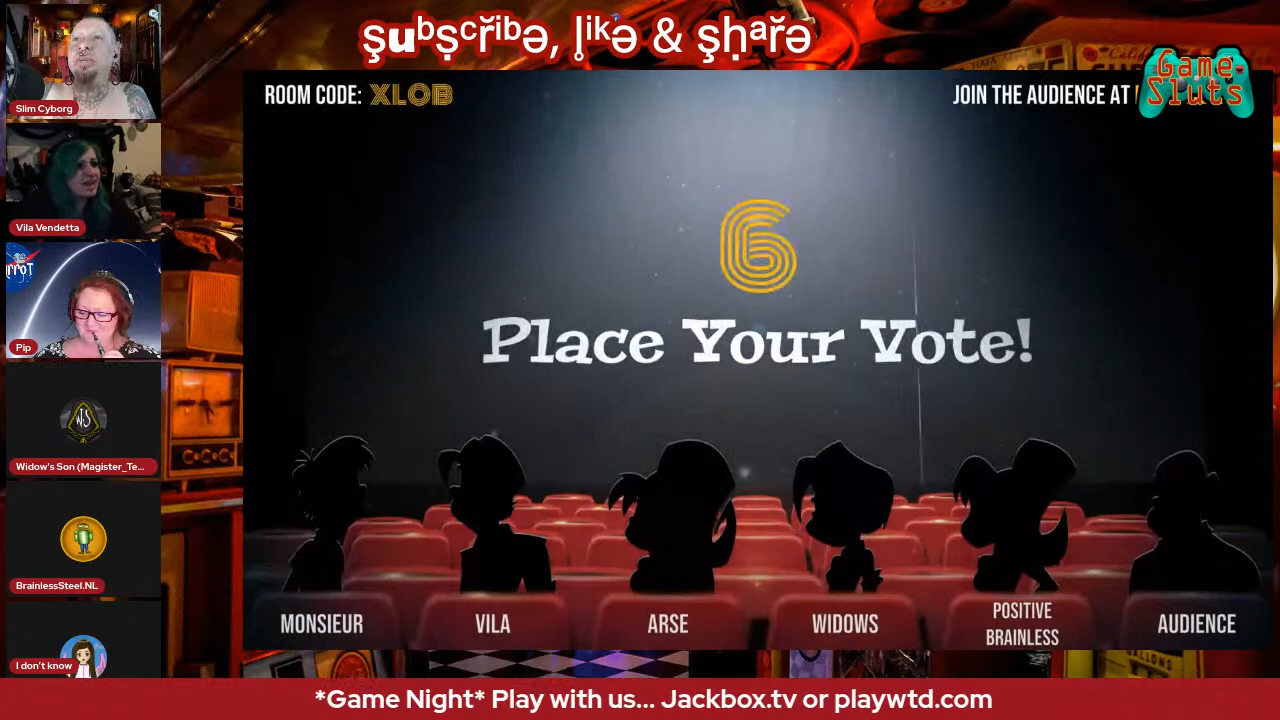 şuᵇșᶜřⁱᵇə, ḷⁱᵏə & şḥᵃřə
Game
Sluts
ROOM CODE: XLOB
JOIN THE AUDIENCE AT
6
Place Your Vote!
Slim Cyborg
Vila Vendetta
Pip
Widow's Son (Magister_Te...
BrainlessSteel.NL
I don't know
MONSIEUR
VILA
ARSE
WIDOWS
POSITIVE
BRAINLESS
AUDIENCE
*Game Night* Play with us... Jackbox.tv or playwtd.com